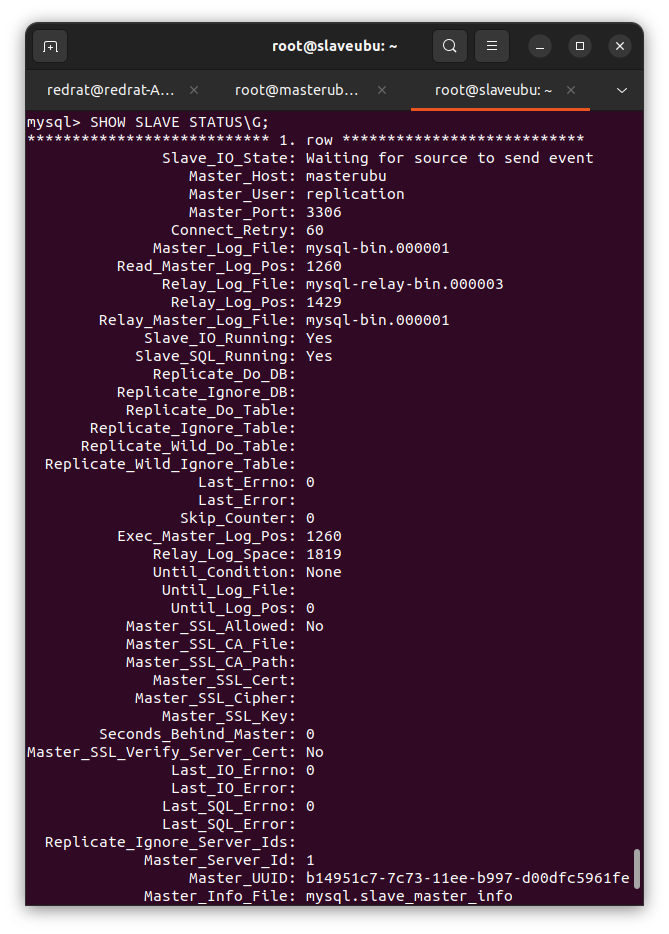 root@slaveubu: ~
redrat@redrat-A... root@masterub... root@slaveubu: ~
mysql> SHOW SLAVE STATUS\G;
*************************** 1. row ***************************
Slave_IO_State: Waiting for source to send event
Master_Host: masterubu
Master_User: replication
Master_Port: 3306
Connect_Retry: 60
Master_Log_File: mysql-bin.000001
Read_Master_Log_Pos: 1260
Relay_Log_File: mysql-relay-bin.000003
Relay_Log_Pos: 1429
Relay_Master_Log_File: mysql-bin.000001
Slave_IO_Running: Yes
Slave_SQL_Running: Yes
Replicate_Do_DB:
Replicate_Ignore_DB:
Replicate_Do_Table:
Replicate_Ignore_Table:
Replicate_Wild_Do_Table:
Replicate_Wild_Ignore_Table:
Last_Errno: 0
Last_Error:
Skip_Counter: 0
Exec_Master_Log_Pos: 1260
Relay_Log_Space: 1819
Until_Condition: None
Until_Log_File:
Until_Log_Pos: 0
Master_SSL_Allowed: No
Master_SSL_CA_File:
Master_SSL_CA_Path:
Master_SSL_Cert:
Master_SSL_Cipher:
Master_SSL_Key:
Seconds_Behind_Master: 0
Master_SSL_Verify_Server_Cert: No
Last_IO_Errno: 0
Last_IO_Error:
Last_SQL_Errno: 0
Last_SQL_Error:
Replicate_Ignore_Server_Ids:
Master_Server_Id: 1
Master_UUID: b14951c7-7c73-11ee-b997-d00dfc5961fe
Master_Info_File: mysql.slave_master_info